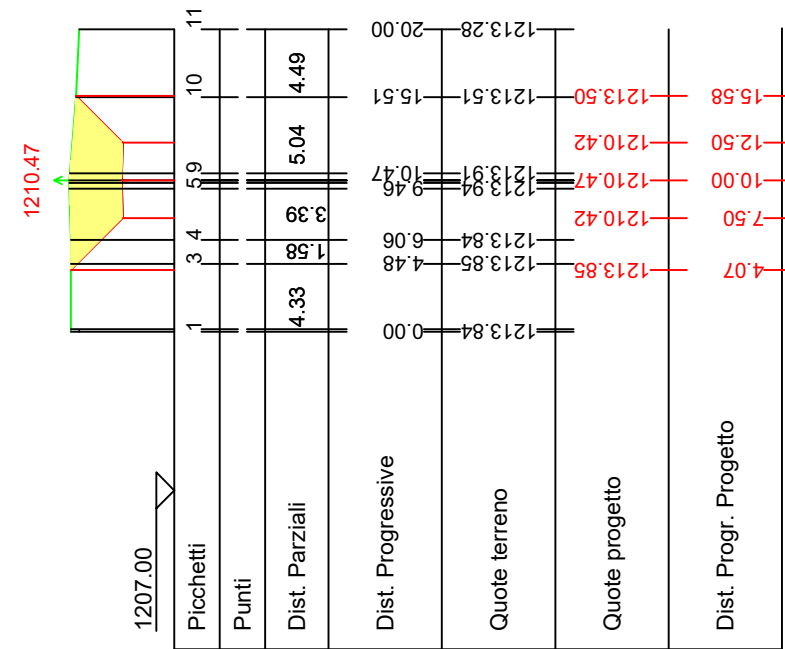 1210.47
1207.00
Picchetti 1 3 4 5 9 10 11
Punti
Dist. Parziali 4.33 1.58 3.39 5.04 4.49
Dist. Progressive 0.00 4.48 6.06 9.46 10.47 15.51 20.00
Quote terreno 1213.84 1213.85 1213.84 1213.94 1213.91 1213.51 1213.28
Quote progetto 1213.85 1210.42 1210.47 1210.42 1213.50
Dist. Progr. Progetto 4.07 7.50 10.00 12.50 15.58